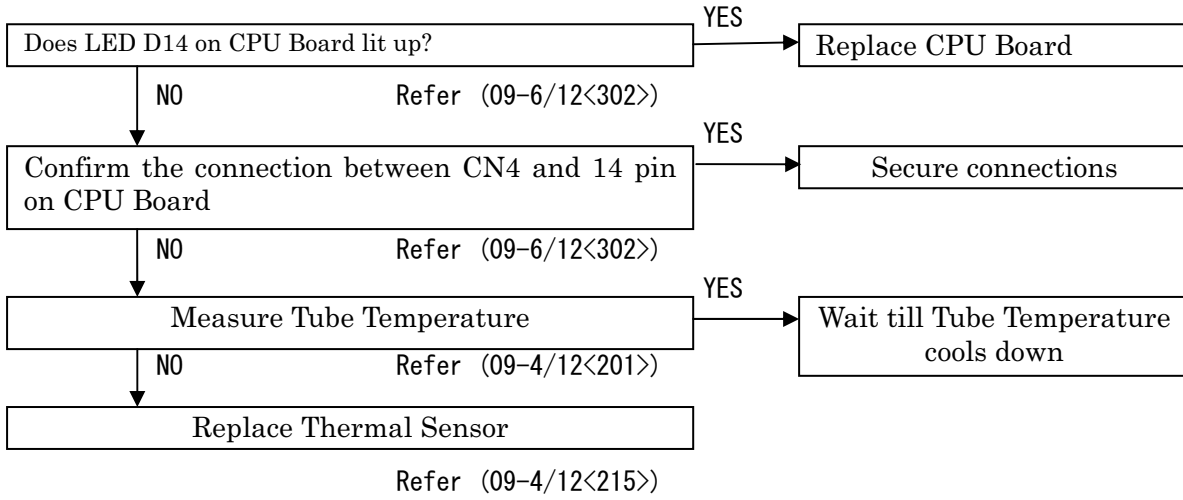 YES
Does LED D14 on CPU Board lit up?
Replace CPU Board
NO
Refer (09-6/12<302>)
YES
Confirm the connection between CN4 and 14 pin
on CPU Board
Secure connections
NO
Refer (09-6/12<302>)
YES
Measure Tube Temperature
Wait till Tube Temperature
cools down
NO
Refer (09-4/12<201>)
Replace Thermal Sensor
Refer (09-4/12<215>)